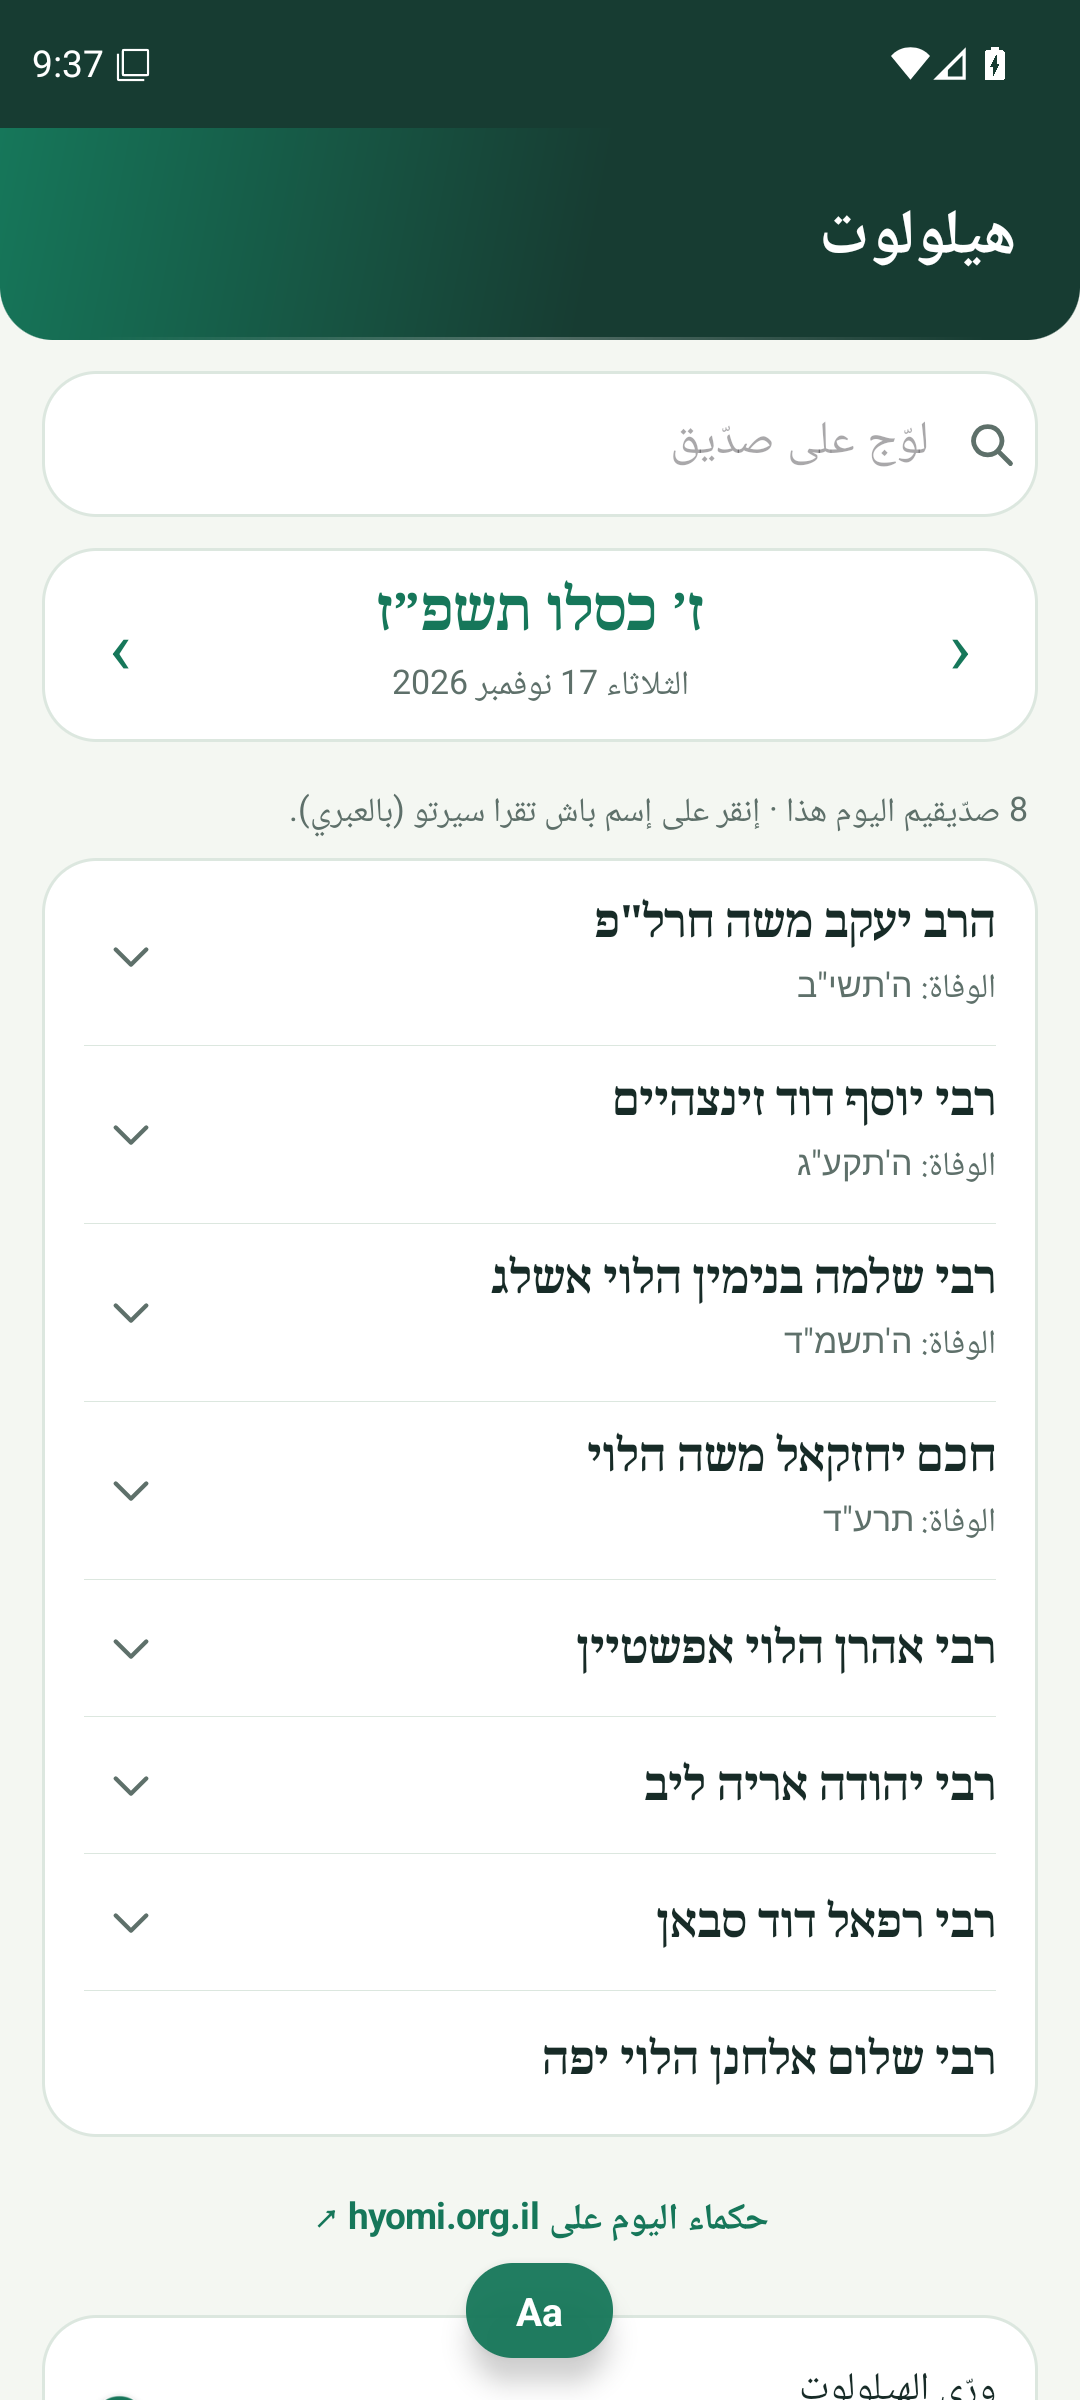 9:37
هيلولوت
لوّج على صدّيق
ז׳ כסלו תשפ״ז
الثلاثاء 17 نوفمبر 2026
8 صدّيقيم اليوم هذا · إنقر على إسم باش تقرا سيرتو (بالعبري).
הרב יעקב משה חרל"פ
الوفاة: ה'תשי"ב
רבי יוסף דוד זינצהיים
الوفاة: ה'תקע"ג
רבי שלמה בנימין הלוי אשלג
الوفاة: ה'תשמ"ד
חכם יחזקאל משה הלוי
الوفاة: תרע"ד
רבי אהרן הלוי אפשטיין
רבי יהודה אריה ליב
רבי רפאל דוד סבאן
רבי שלום אלחנן הלוי יפה
حكماء اليوم على hyomi.org.il ↗
Aa
ورّي الهيلولوت